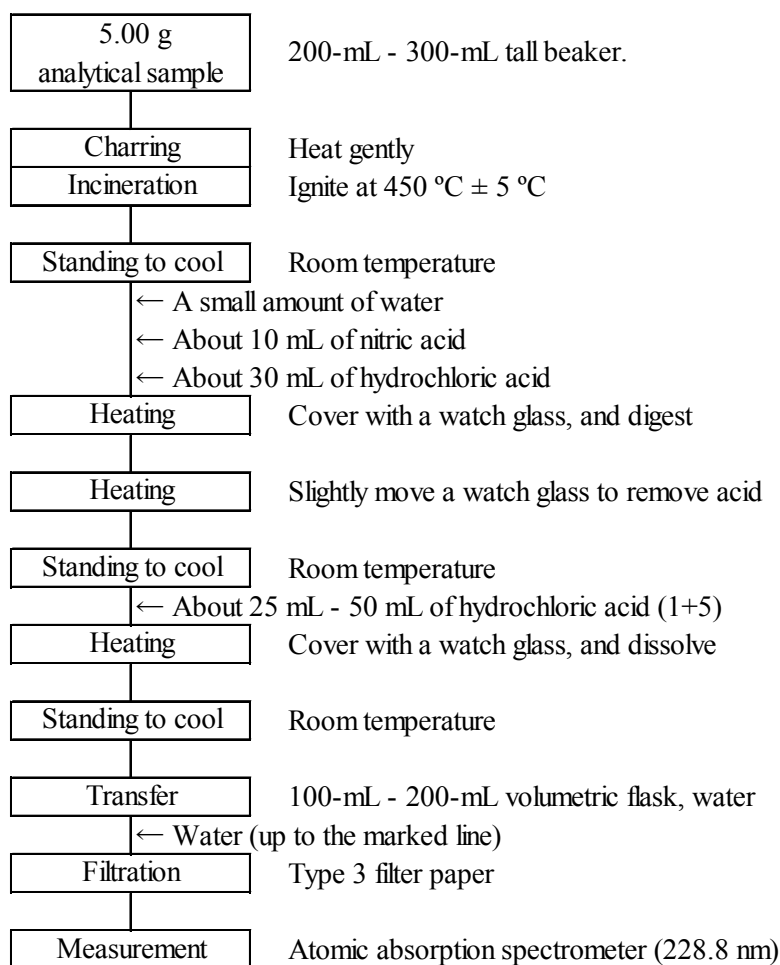 5.00 g
analytical sample
200-mL - 300-mL tall beaker.
Charring
Heat gently
Incineration
Ignite at 450 ºC ± 5 ºC
Standing to cool
Room temperature
← A small amount of water
← About 10 mL of nitric acid
← About 30 mL of hydrochloric acid
Heating
Cover with a watch glass, and digest
Heating
Slightly move a watch glass to remove acid
Standing to cool
Room temperature
← About 25 mL - 50 mL of hydrochloric acid (1+5)
Heating
Cover with a watch glass, and dissolve
Standing to cool
Room temperature
Transfer
100-mL - 200-mL volumetric flask, water
← Water (up to the marked line)
Filtration
Type 3 filter paper
Measurement
Atomic absorption spectrometer (228.8 nm)